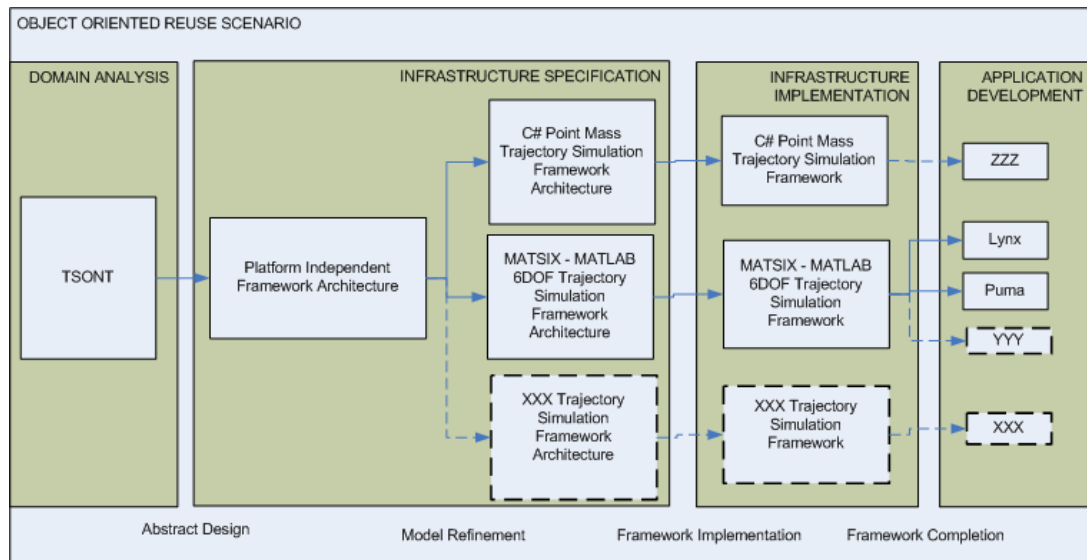 OBJECT ORIENTED REUSE SCENARIO
DOMAIN ANALYSIS
TSONT
INFRASTRUCTURE SPECIFICATION
Platform Independent
Framework Architecture
C# Point Mass
Trajectory Simulation
Framework
Architecture
MATSIX - MATLAB
6DOF Trajectory
Simulation
Framework
Architecture
XXX Trajectory
Simulation
Framework
Architecture
INFRASTRUCTURE
IMPLEMENTATION
C# Point Mass
Trajectory Simulation
Framework
MATSIX - MATLAB
6DOF Trajectory
Simulation
Framework
XXX Trajectory
Simulation
Framework
APPLICATION
DEVELOPMENT
ZZZ
Lynx
Puma
YYY
XXX
Abstract Design
Model Refinement
Framework Implementation
Framework Completion